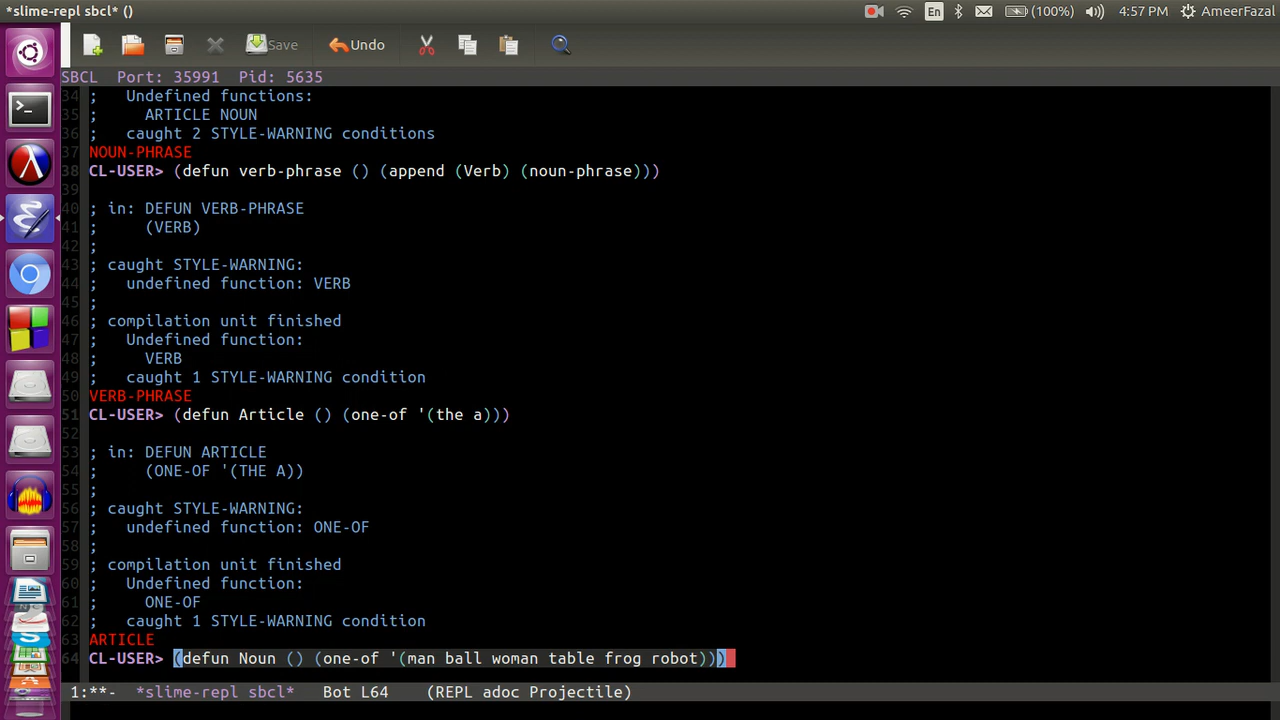 *slime-repl sbcl* ()
En (100%) 4:57 PM AmeerFazal
Save Undo
SBCL Port: 35991 Pid: 5635
34 ; Undefined functions:
35 ; ARTICLE NOUN
36 ; caught 2 STYLE-WARNING conditions
37 NOUN-PHRASE
38 CL-USER> (defun verb-phrase () (append (Verb) (noun-phrase)))
39
40 ; in: DEFUN VERB-PHRASE
41 ; (VERB)
42 ;
43 ; caught STYLE-WARNING:
44 ; undefined function: VERB
45 ;
46 ; compilation unit finished
47 ; Undefined function:
48 ; VERB
49 ; caught 1 STYLE-WARNING condition
50 VERB-PHRASE
51 CL-USER> (defun Article () (one-of '(the a)))
52
53 ; in: DEFUN ARTICLE
54 ; (ONE-OF '(THE A))
55 ;
56 ; caught STYLE-WARNING:
57 ; undefined function: ONE-OF
58 ;
59 ; compilation unit finished
60 ; Undefined function:
61 ; ONE-OF
62 ; caught 1 STYLE-WARNING condition
63 ARTICLE
64 CL-USER> (defun Noun () (one-of '(man ball woman table frog robot)))
1:**- *slime-repl sbcl* Bot L64 (REPL adoc Projectile)